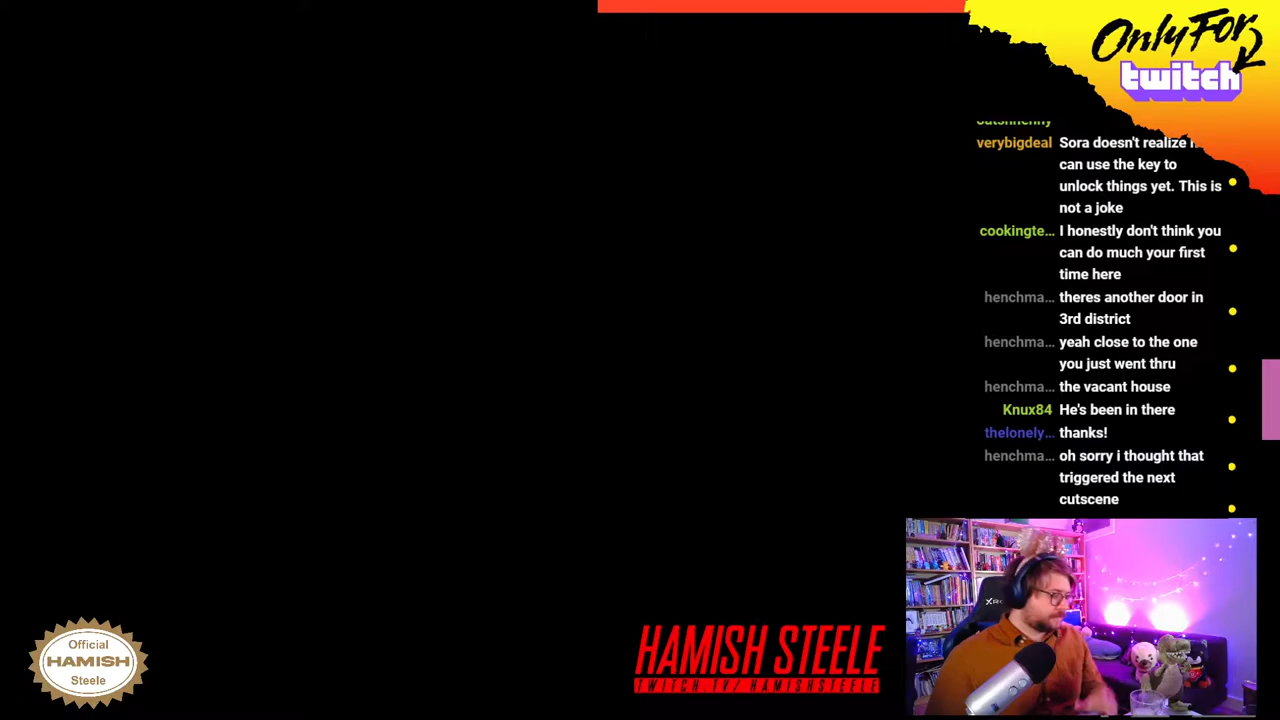 OnlyFor
twitch
verybigdeal Sora doesn't realize
can use the key to
unlock things yet. This is
not a joke
cookingte… I honestly don't think you
can do much your first
time here
henchma… theres another door in
3rd district
henchma… yeah close to the one
you just went thru
henchma… the vacant house
Knux84 He's been in there
thelonely… thanks!
henchma… oh sorry i thought that
triggered the next
cutscene
Official
HAMISH
Steele
HAMISH STEELE
TWITCH.TV/HAMISHSTEELE